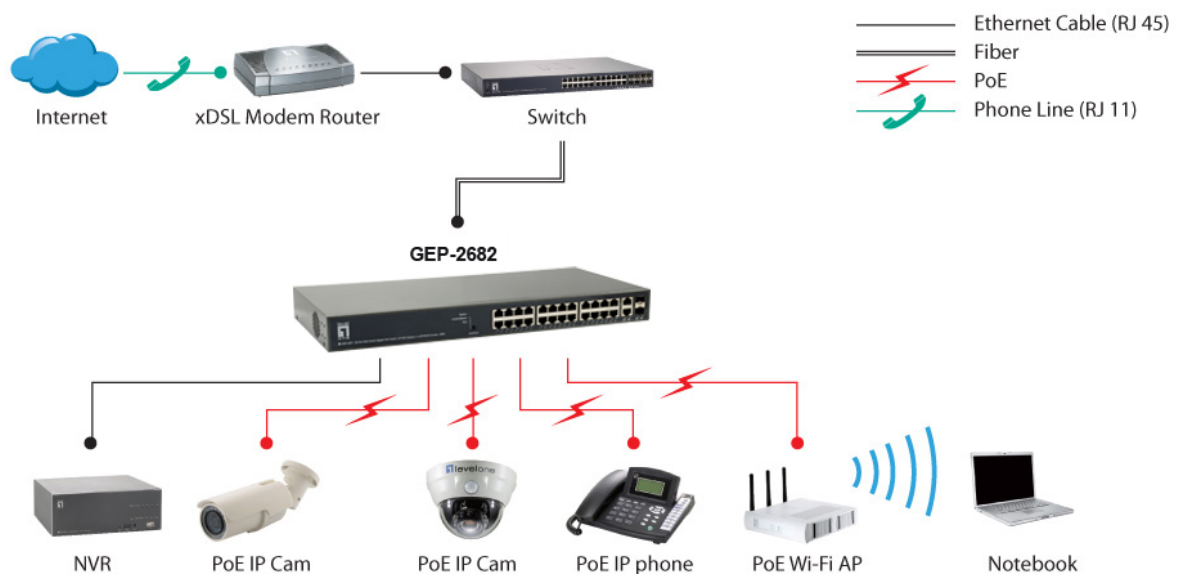 Ethernet Cable (RJ 45)
Fiber
PoE
Phone Line (RJ 11)
Internet
xDSL Modem Router
Switch
GEP-2682
levelone
NVR
PoE IP Cam
PoE IP Cam
PoE IP phone
PoE Wi-Fi AP
Notebook